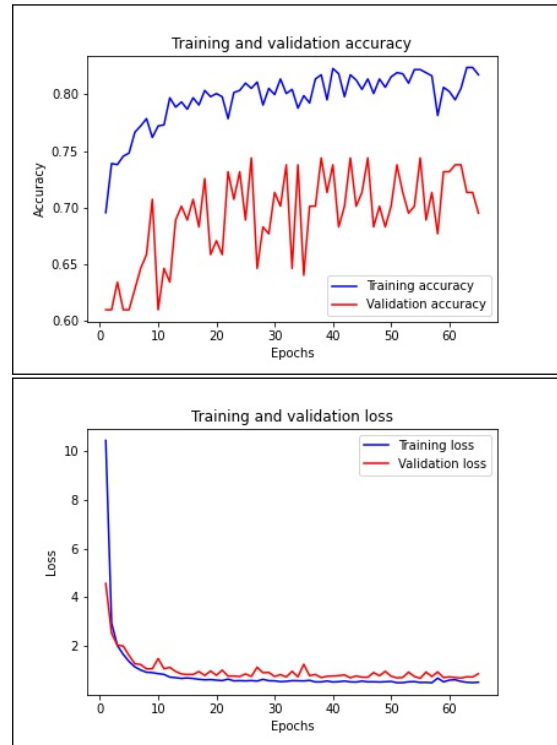 Training and validation accuracy
0.80
0.75
0.70
0.65
0.60
Accuracy
Training accuracy
Validation accuracy
0 10 20 30 40 50 60
Epochs
Training and validation loss
10
8
6
4
2
Loss
Training loss
Validation loss
0 10 20 30 40 50 60
Epochs